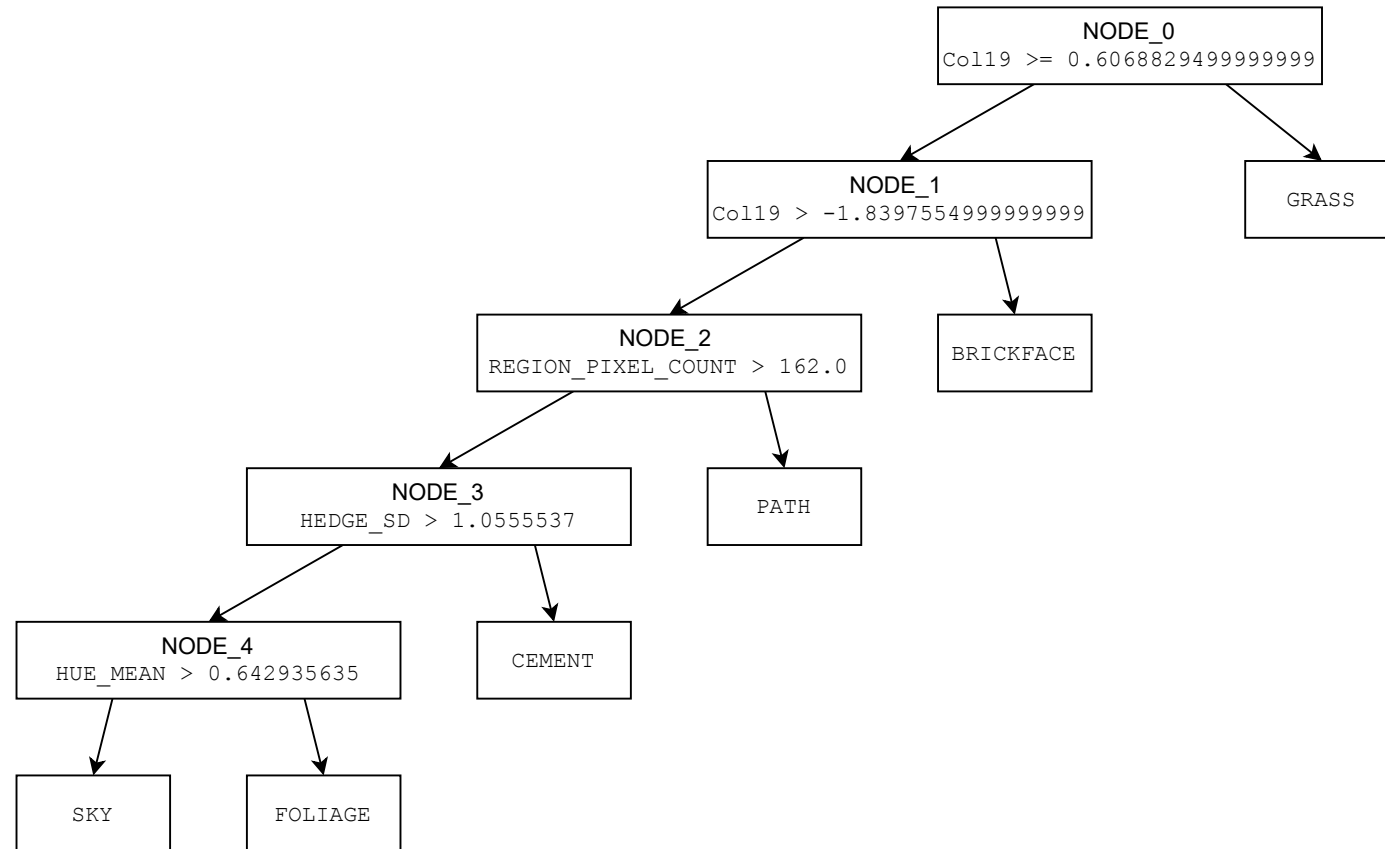 NODE_0
Col19 >= 0.6068829499999999
NODE_1
Col19 > -1.8397554999999999
GRASS
NODE_2
REGION_PIXEL_COUNT > 162.0
BRICKFACE
NODE_3
HEDGE_SD > 1.0555537
PATH
NODE_4
HUE_MEAN > 0.642935635
CEMENT
SKY
FOLIAGE